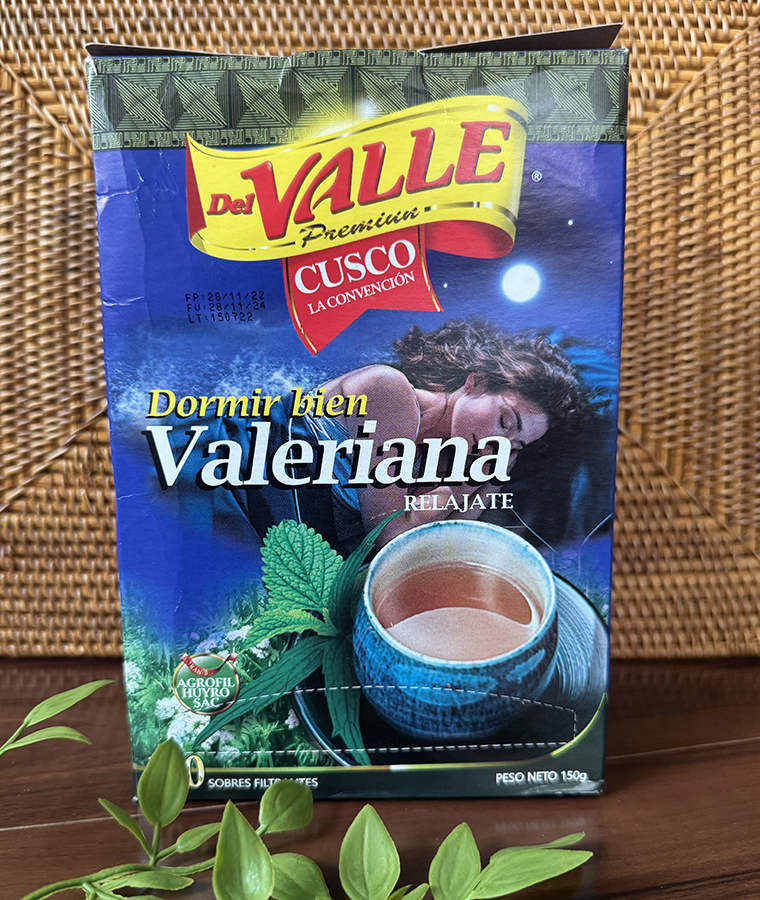 Del VALLE
®
Premiun
CUSCO
LA CONVENCIÓN
FP:28/11/22
FV:28/11/24
LT:150722
Dormir bien
Valeriana
RELAJATE
AGROFIL
HUYRO
SAC
SOBRES FILTRANTES
PESO NETO 150g